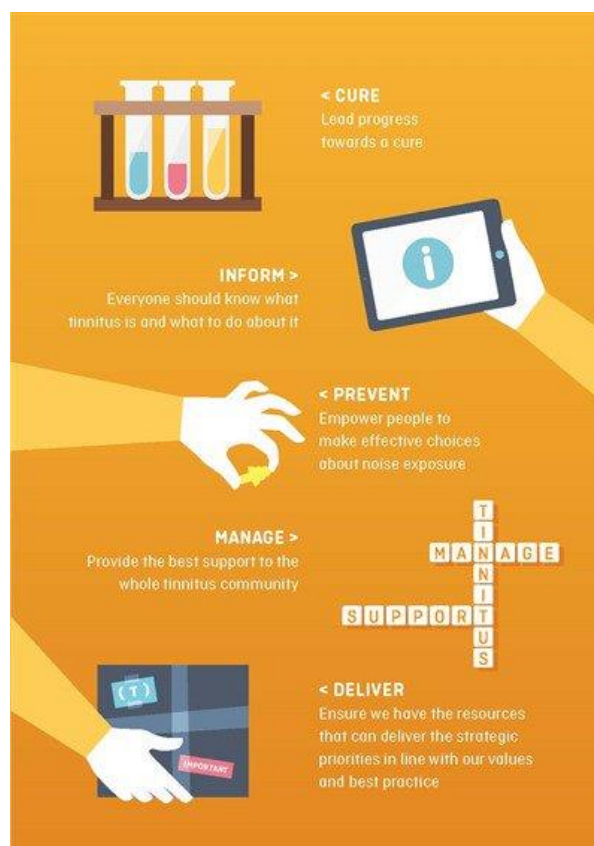 < CURE
Lead progress
towards a cure
i
INFORM >
Everyone should know what
tinnitus is and what to do about it
< PREVENT
Empower people to
make effective choices
about noise exposure
MANAGE >
Provide the best support to the
whole tinnitus community
TINNITUS
MANAGE
SUPPORT
(T)
IMPORTANT
< DELIVER
Ensure we have the resources
that can deliver the strategic
priorities in line with our values
and best practice